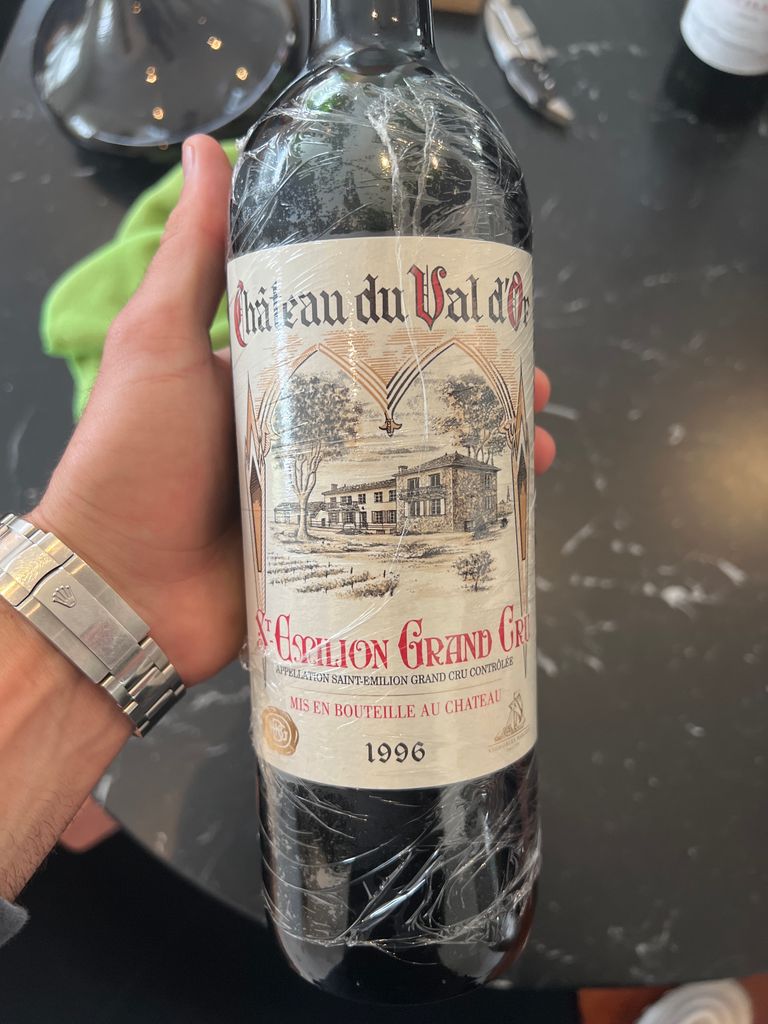 Château du Val d'Or
St-Emilion Grand Cru
APPELLATION SAINT-EMILION GRAND CRU CONTRÔLÉE
MIS EN BOUTEILLE AU CHATEAU
1996